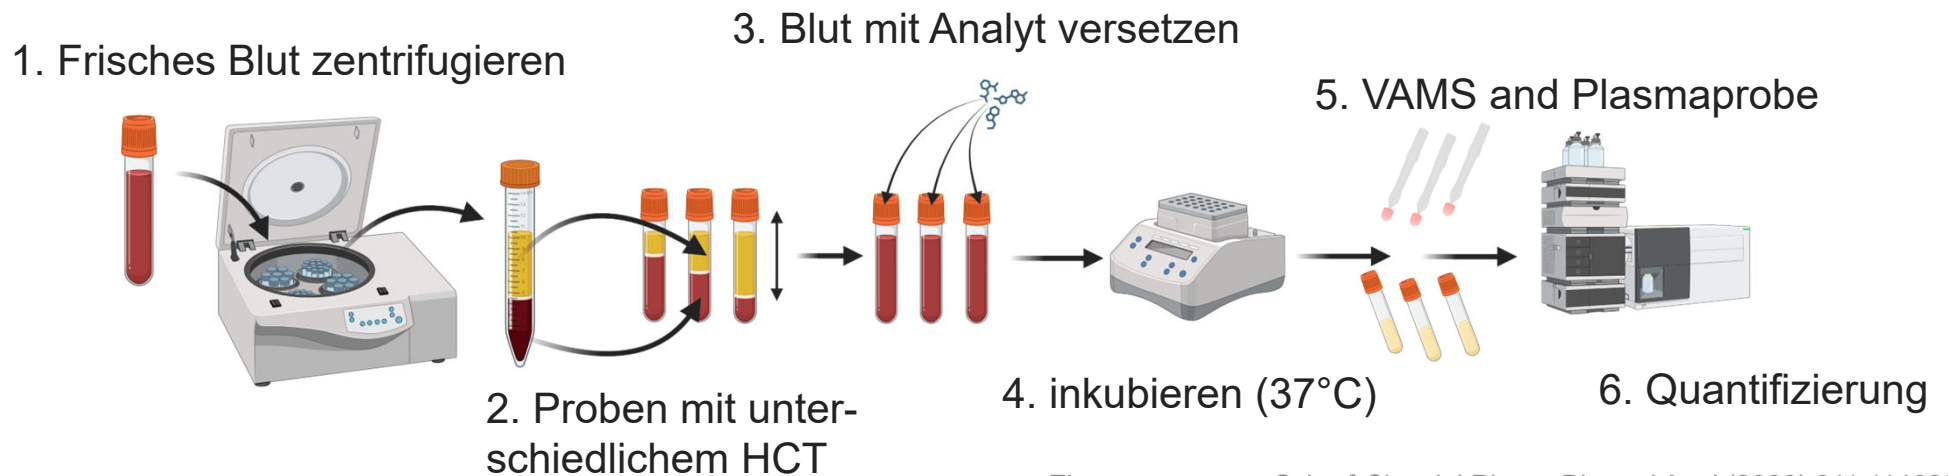 1. Frisches Blut zentrifugieren
2. Proben mit unter-
schiedlichem HCT
3. Blut mit Analyt versetzen
4. inkubieren (37°C)
5. VAMS and Plasmaprobe
6. Quantifizierung